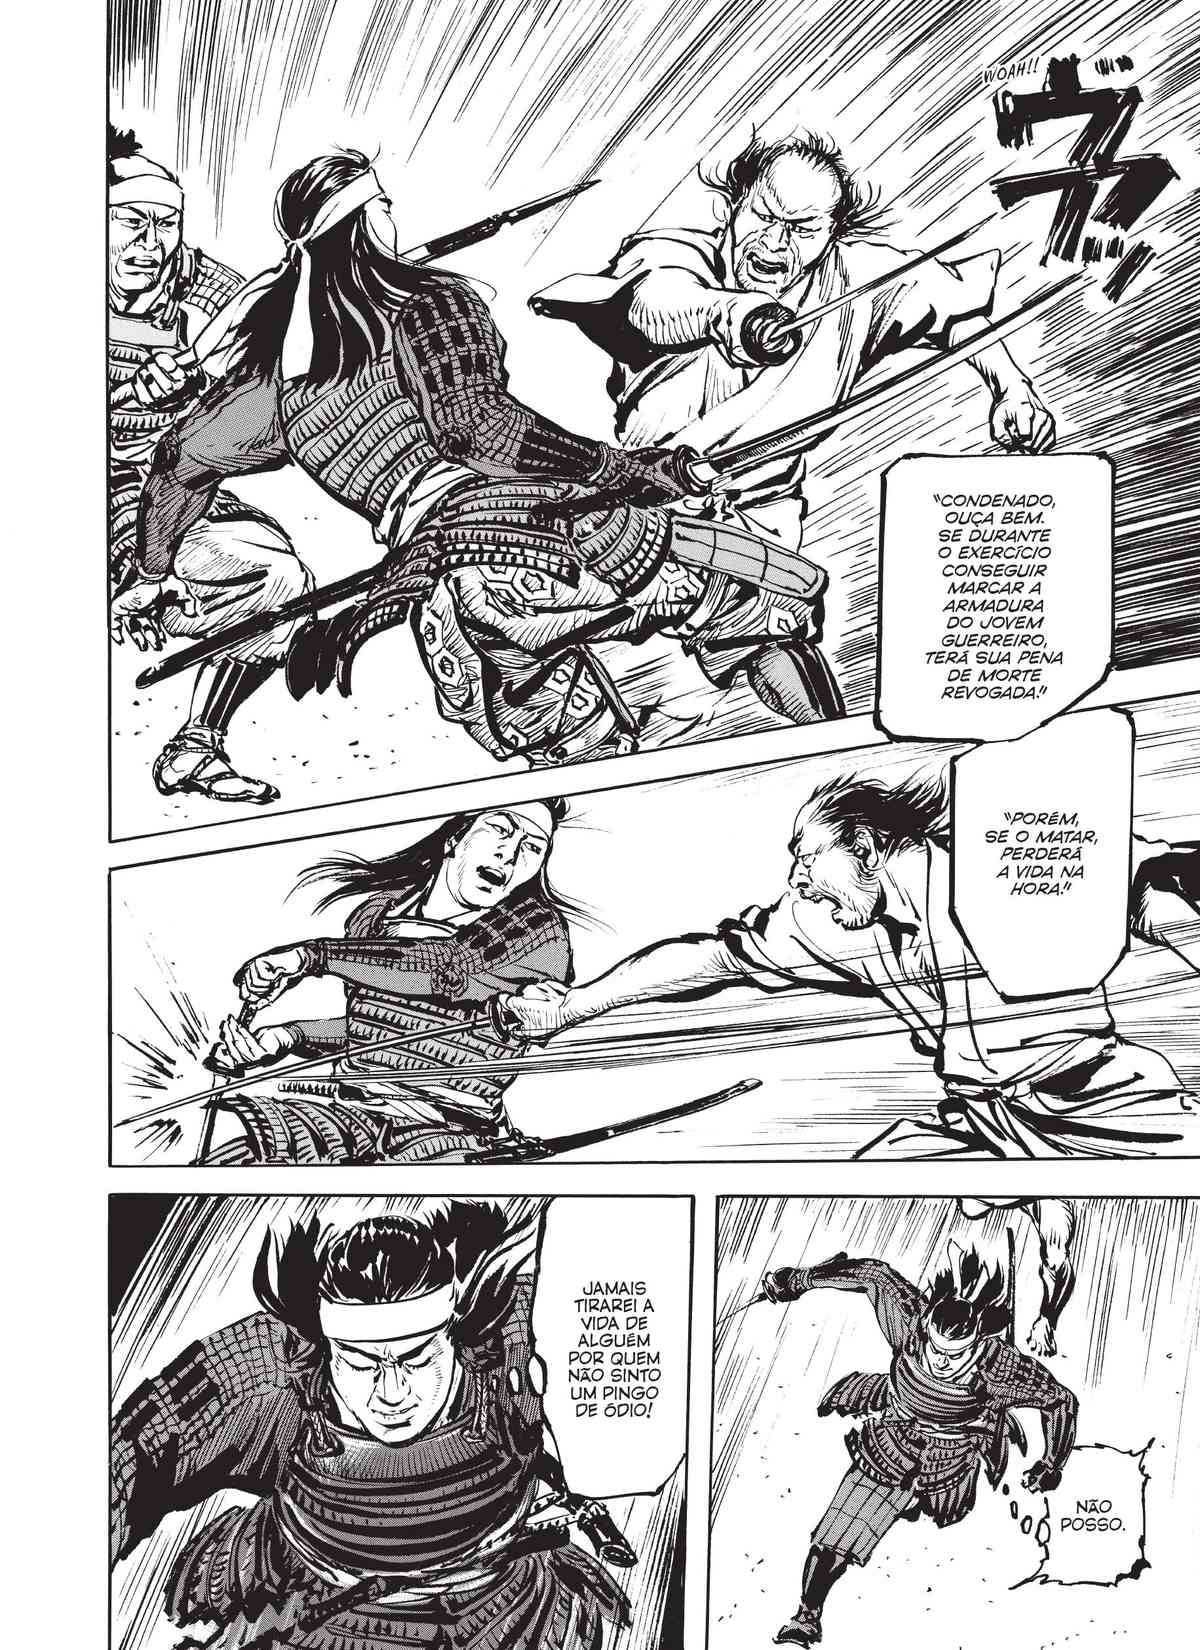 WOAH!!
ウオ
"CONDENADO,
OUÇA BEM.
SE DURANTE
O EXERCÍCIO
CONSEGUIR
MARCAR A
ARMADURA
DO JOVEM
GUERREIRO,
TERÁ SUA PENA
DE MORTE
REVOGADA."
"PORÉM,
SE O MATAR,
PERDERÁ
A VIDA NA
HORA."
NÃO
POSSO.
JAMAIS
TIRAREI A
VIDA DE
ALGUÉM
POR QUEM
NÃO SINTO
UM PINGO
DE ÓDIO!